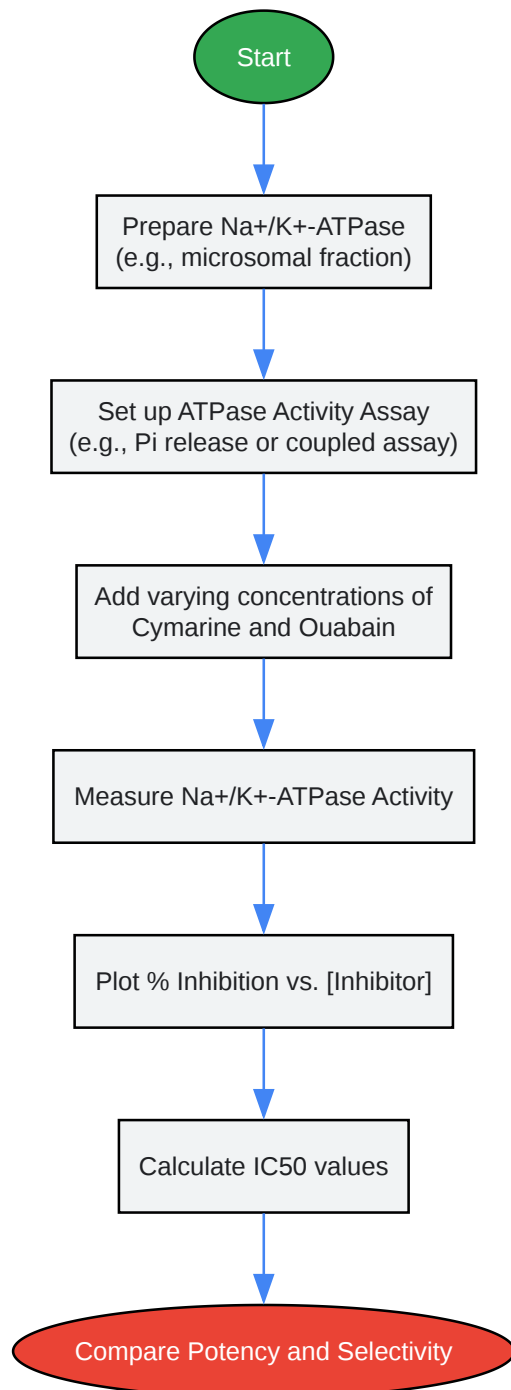 Start
Prepare Na+/K+-ATPase
(e.g., microsomal fraction)
Set up ATPase Activity Assay
(e.g., Pi release or coupled assay)
Add varying concentrations of
Cymarine and Ouabain
Measure Na+/K+-ATPase Activity
Plot % Inhibition vs. [Inhibitor]
Calculate IC50 values
Compare Potency and Selectivity